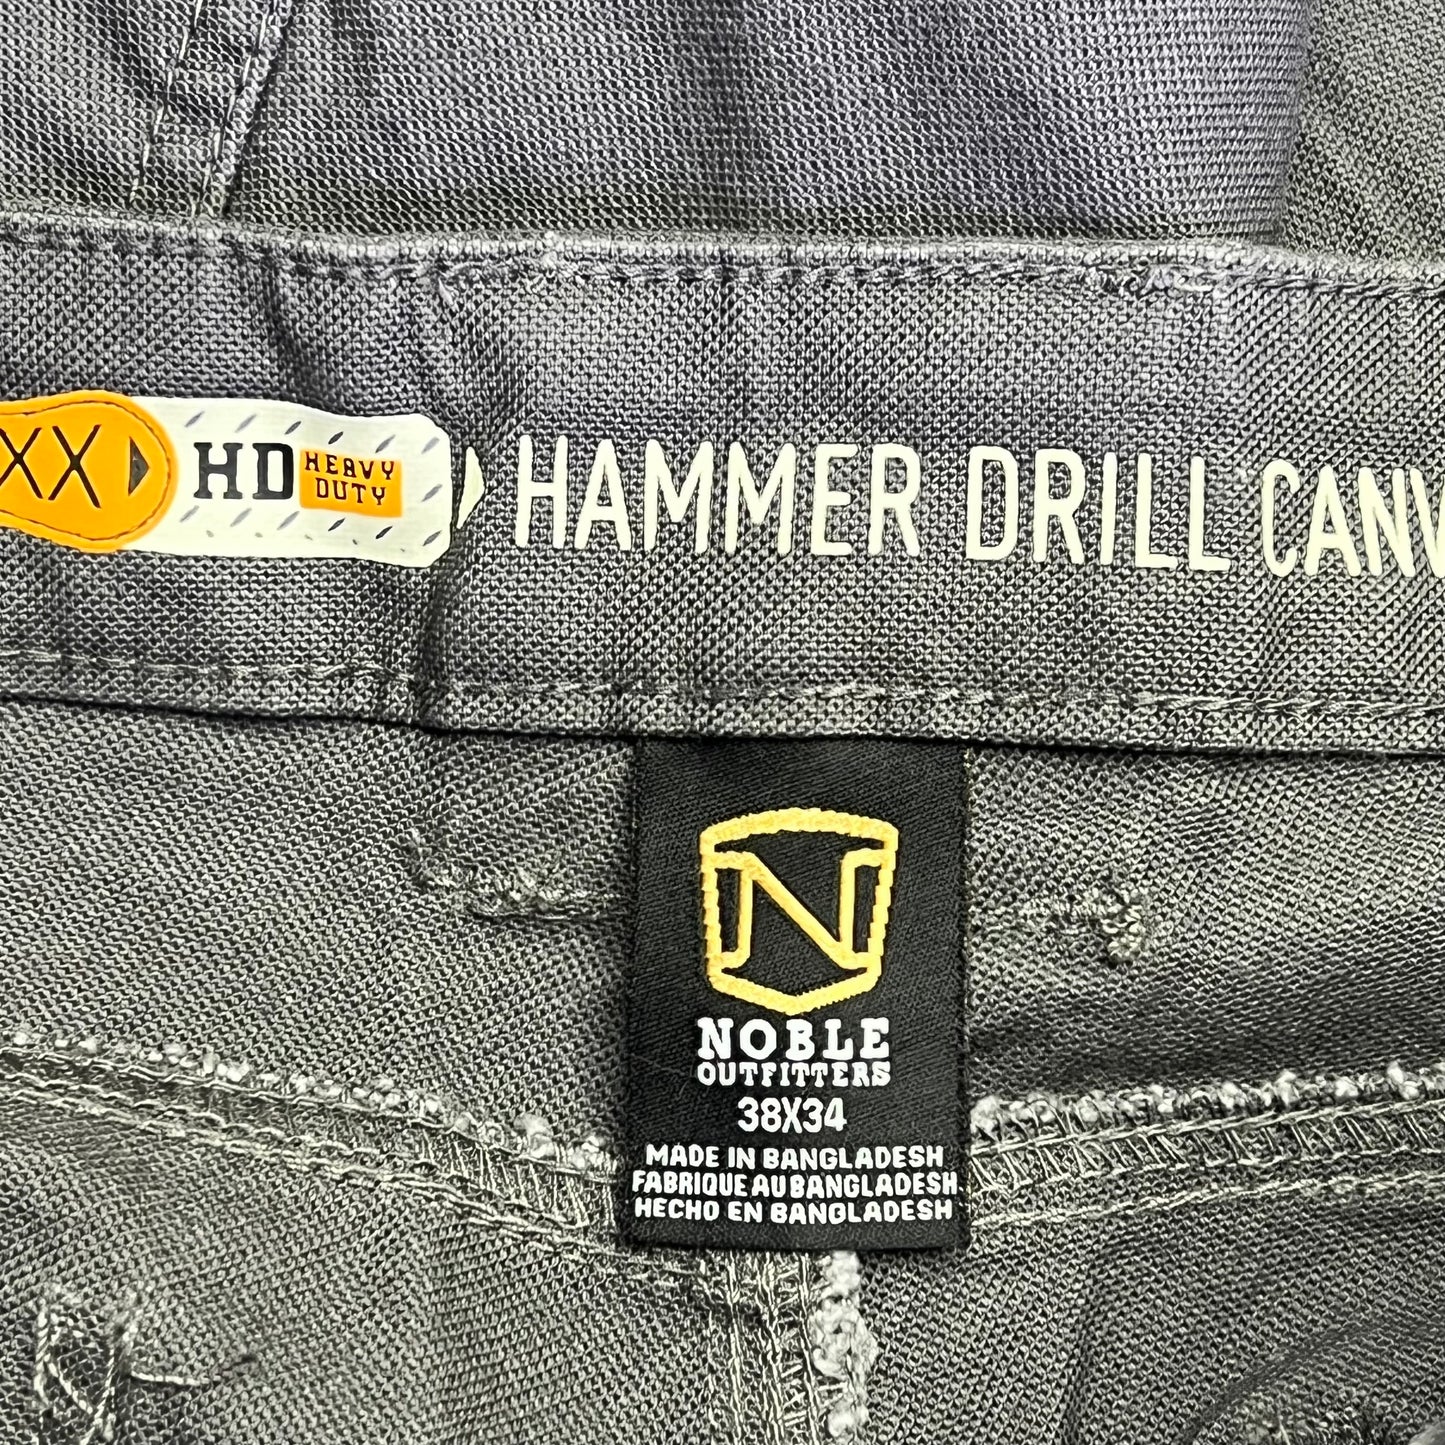 XX HD HEAVY DUTY HAMMER DRILL CANV
N
NOBLE
OUTFITTERS
38X34
MADE IN BANGLADESH
FABRIQUE AU BANGLADESH
HECHO EN BANGLADESH